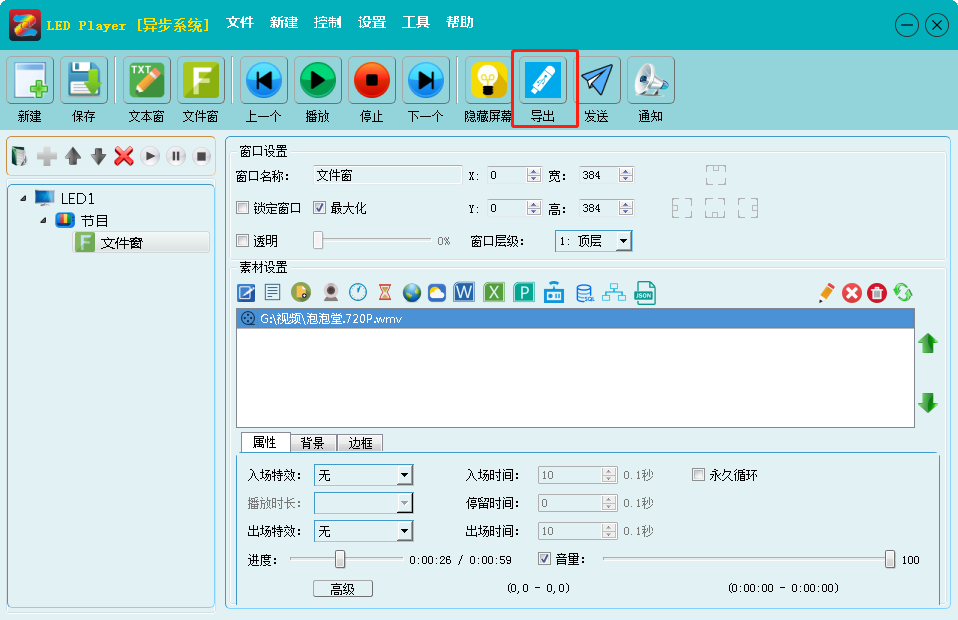 LED Player [异步系统] 文件 新建 控制 设置 工具 帮助
新建 保存 文本窗 文件窗 上一个 播放 停止 下一个 隐藏屏幕 导出 发送 通知
LED1
节目
文件窗
窗口设置
窗口名称: 文件窗 X: 0 宽: 384
锁定窗口 最大化 Y: 0 高: 384
透明 0% 窗口层级: 1: 顶层
素材设置
G:\视频\泡泡堂.720P.wmv
属性 背景 边框
入场特效: 无 入场时间: 10 0.1秒 永久循环
播放时长: 停留时间: 0 0.1秒
出场特效: 无 出场时间: 10 0.1秒
进度: 0:00:26 / 0:00:59 音量: 100
高级 (0,0 - 0,0) (0:00:00 - 0:00:00)